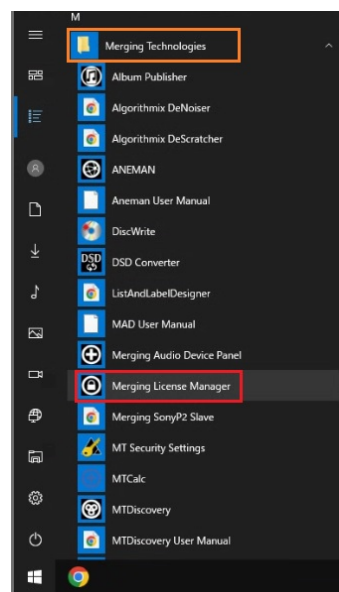 M
Merging Technologies
Album Publisher
Algorithmix DeNoiser
Algorithmix DeScratcher
ANEMAN
Aneman User Manual
DiscWrite
DSD DSD Converter
ListAndLabelDesigner
MAD User Manual
Merging Audio Device Panel
Merging License Manager
Merging SonyP2 Slave
MT Security Settings
MTCalc
MTDiscovery
MTDiscovery User Manual